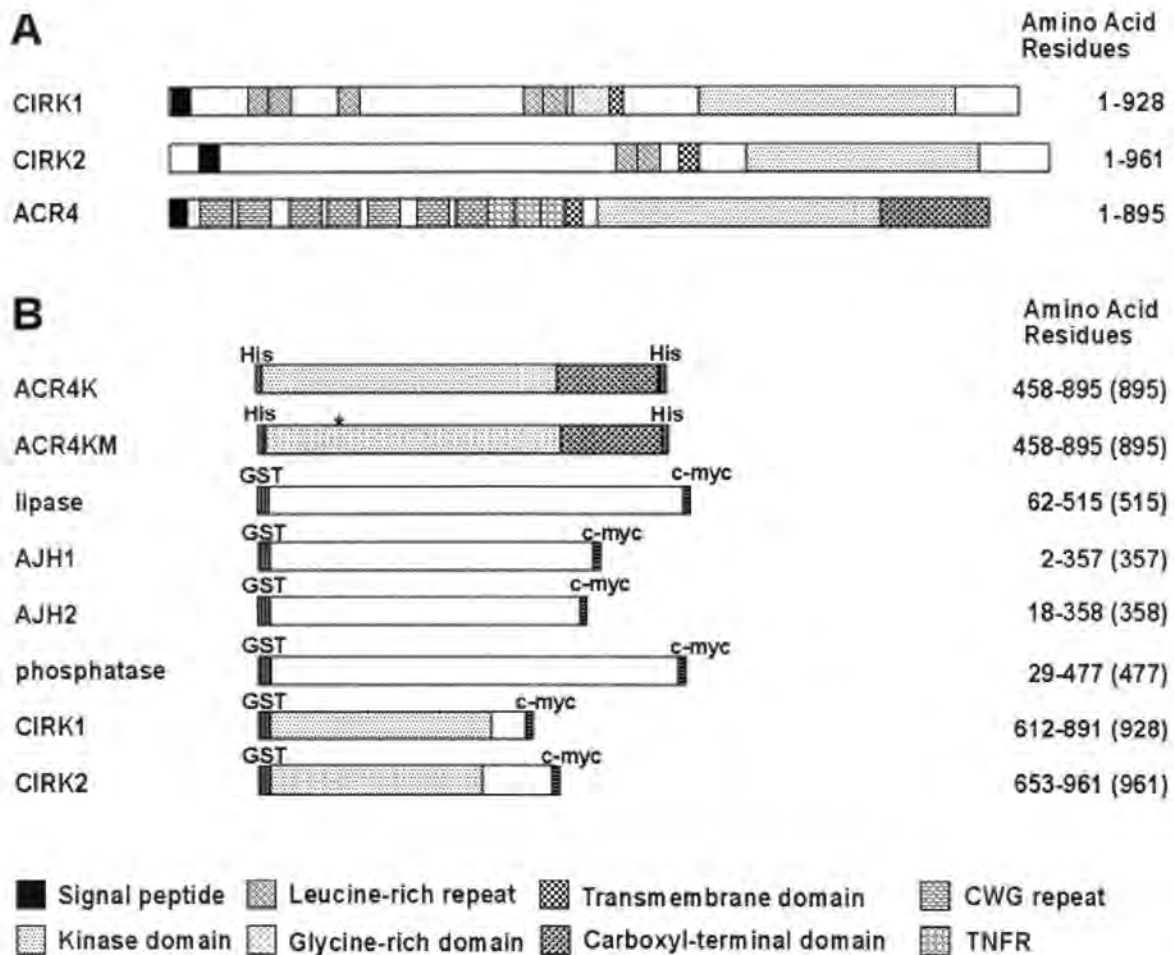 A
Amino Acid
Residues
CIRK1 1-928
CIRK2 1-961
ACR4 1-895
B
Amino Acid
Residues
His His
ACR4K 458-895 (895)
His * His
ACR4KM 458-895 (895)
GST c-myc
lipase 62-515 (515)
GST c-myc
AJH1 2-357 (357)
GST c-myc
AJH2 18-358 (358)
GST c-myc
phosphatase 29-477 (477)
GST c-myc
CIRK1 612-891 (928)
GST c-myc
CIRK2 653-961 (961)
Signal peptide Leucine-rich repeat Transmembrane domain CWG repeat
Kinase domain Glycine-rich domain Carboxyl-terminal domain TNFR